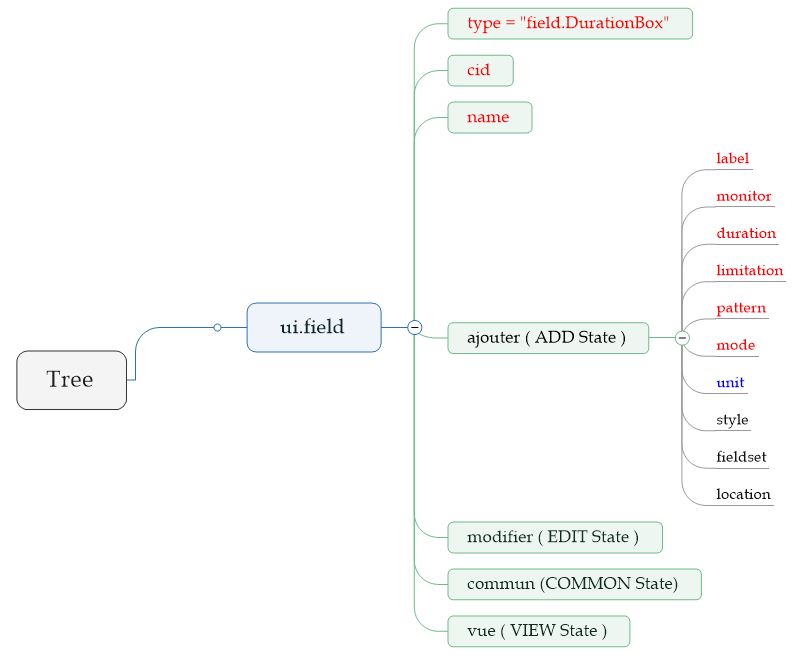 Tree
ui.field
type = "field.DurationBox"
cid
name
ajouter ( ADD State )
label
monitor
duration
limitation
pattern
mode
unit
style
fieldset
location
modifier ( EDIT State )
commun (COMMON State)
vue ( VIEW State )